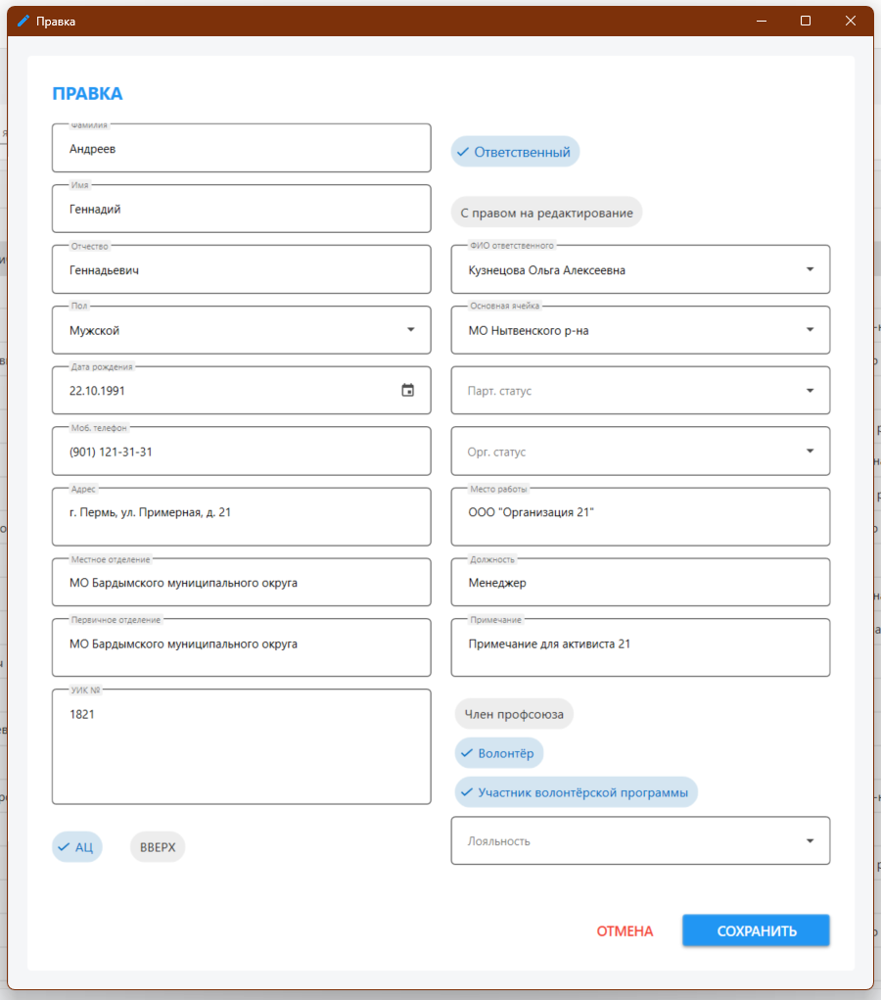 Правка
ПРАВКА
Фамилия
Андреев
Ответственный
Имя
Геннадий
С правом на редактирование
Отчество
Геннадьевич
ФИО ответственного
Кузнецова Ольга Алексеевна
Пол
Мужской
Основная ячейка
МО Нытвенского р-на
Дата рождения
22.10.1991
Парт. статус
Моб. телефон
(901) 121-31-31
Орг. статус
Адрес
г. Пермь, ул. Примерная, д. 21
Место работы
ООО "Организация 21"
Местное отделение
МО Бардымского муниципального округа
Должность
Менеджер
Первичное отделение
МО Бардымского муниципального округа
Примечание
Примечание для активиста 21
УИК №
1821
Член профсоюза
Волонтёр
Участник волонтёрской программы
АЦ
ВВЕРХ
Лояльность
ОТМЕНА
СОХРАНИТЬ